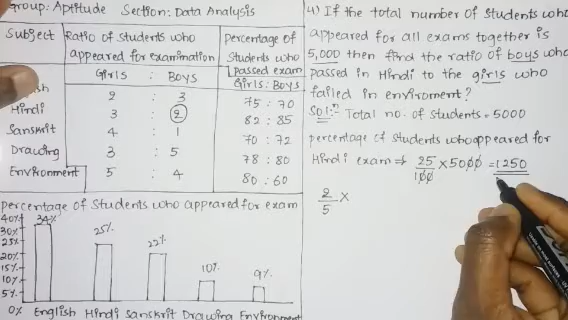 Group: Aptitude Section: Data Analysis
Subject
Ratio of students who appeared for examination
Percentage of Students who passed exam
Girls : Boys
Girls : Boys
sh
2 : 3
75 : 70
Hindi
3 : 2
82 : 85
Sanskrit
4 : 1
70 : 72
Drawing
3 : 5
78 : 80
Environment
5 : 4
80 : 60
percentage of Students who appeared for exam
40%
30%
25%
20%
15%
10%
5%
0%
34%
25%
22%
10%
9%
English Hindi Sanskrit Drawing Environment
4) If the total number of students who
appeared for all exams together is
5,000 then find the ratio of boys who
passed in Hindi to the girls who
failed in enviroment?
Sol:n Total no. of Students = 5000
percentage of students who appeared for
Hindi exam ⇒ 25/100 × 5000 = 1250
2/5 ×